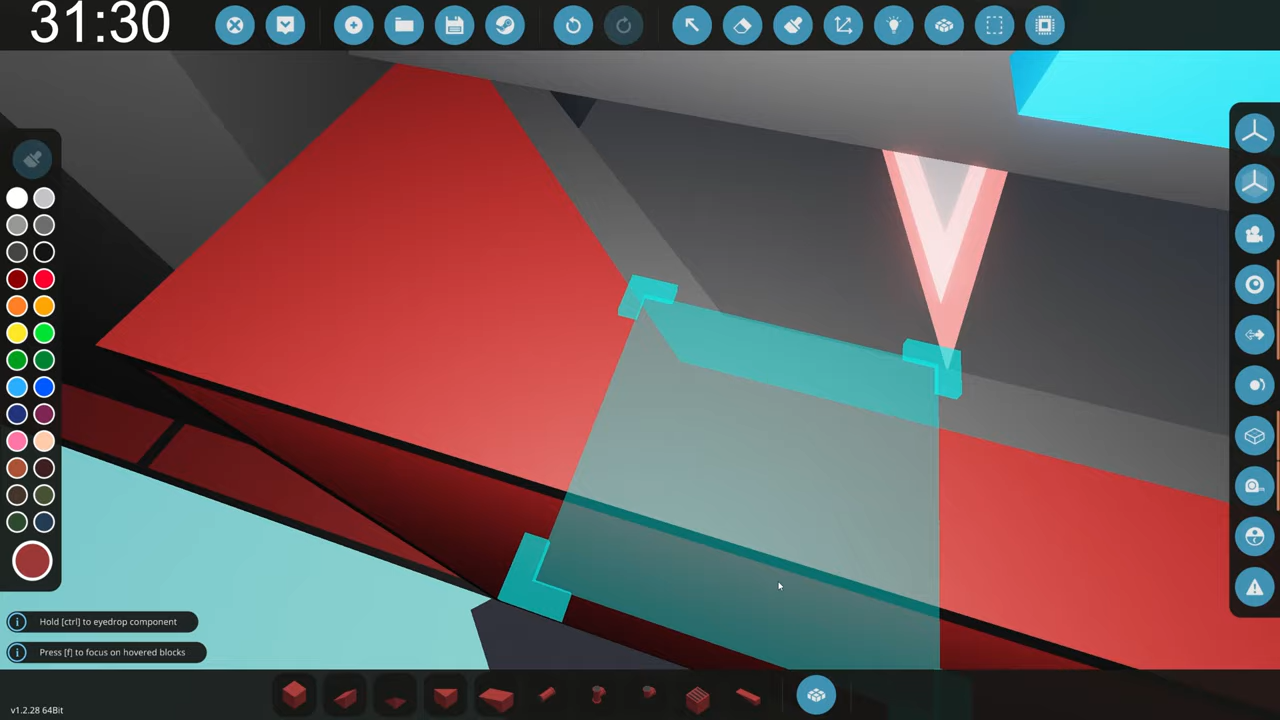 31:30
Hold [ctrl] to eyedrop component
Press [f] to focus on hovered blocks
v1.2.28 64Bit